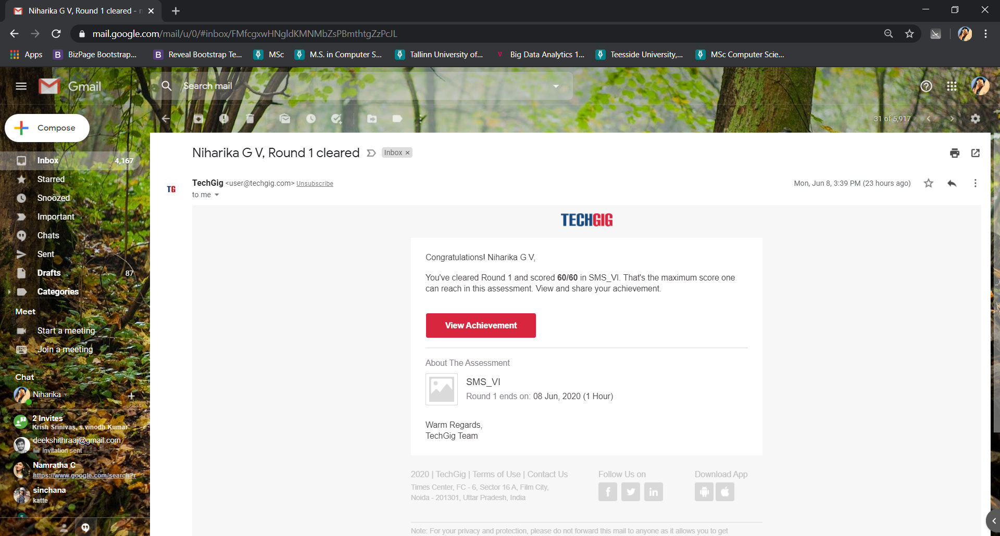 Niharika G V, Round 1 cleared -
mail.google.com/mail/u/0/#inbox/FMfcgxwHNgldKMNMbZsPBmthtgZzPcJL
Apps B BizPage Bootstrap... B Reveal Bootstrap Te... MSc M.S. in Computer S... Tallinn University of... V Big Data Analytics 1... Teesside University,... MSc Computer Scie...
Gmail
Search mail
Compose
31 of 5,917
Inbox 4,167
Starred
Snoozed
Important
Chats
Sent
Drafts 87
Categories
Meet
Start a meeting
Join a meeting
Chat
Niharika
2 Invites
Krish Srinivas, s.vinodh Kumar
deekshithraaj@gmail.com
Invitation sent
Namratha C
https://www.google.com/search?r
sinchana
katte
S
Niharika G V, Round 1 cleared Inbox ×
TG
TechGig <user@techgig.com> Unsubscribe
Mon, Jun 8, 3:39 PM (23 hours ago)
to me
TECHGIG
Congratulations! Niharika G V,
You've cleared Round 1 and scored 60/60 in SMS_VI. That's the maximum score one
can reach in this assessment. View and share your achievement.
View Achievement
About The Assessment
SMS_VI
Round 1 ends on: 08 Jun, 2020 (1 Hour)
Warm Regards,
TechGig Team
2020 | TechGig | Terms of Use | Contact Us
Times Center, FC - 6, Sector 16 A, Film City,
Noida - 201301, Uttar Pradesh, India
Follow Us on
Download App
Note: For your privacy and protection, please do not forward this mail to anyone as it allows you to get